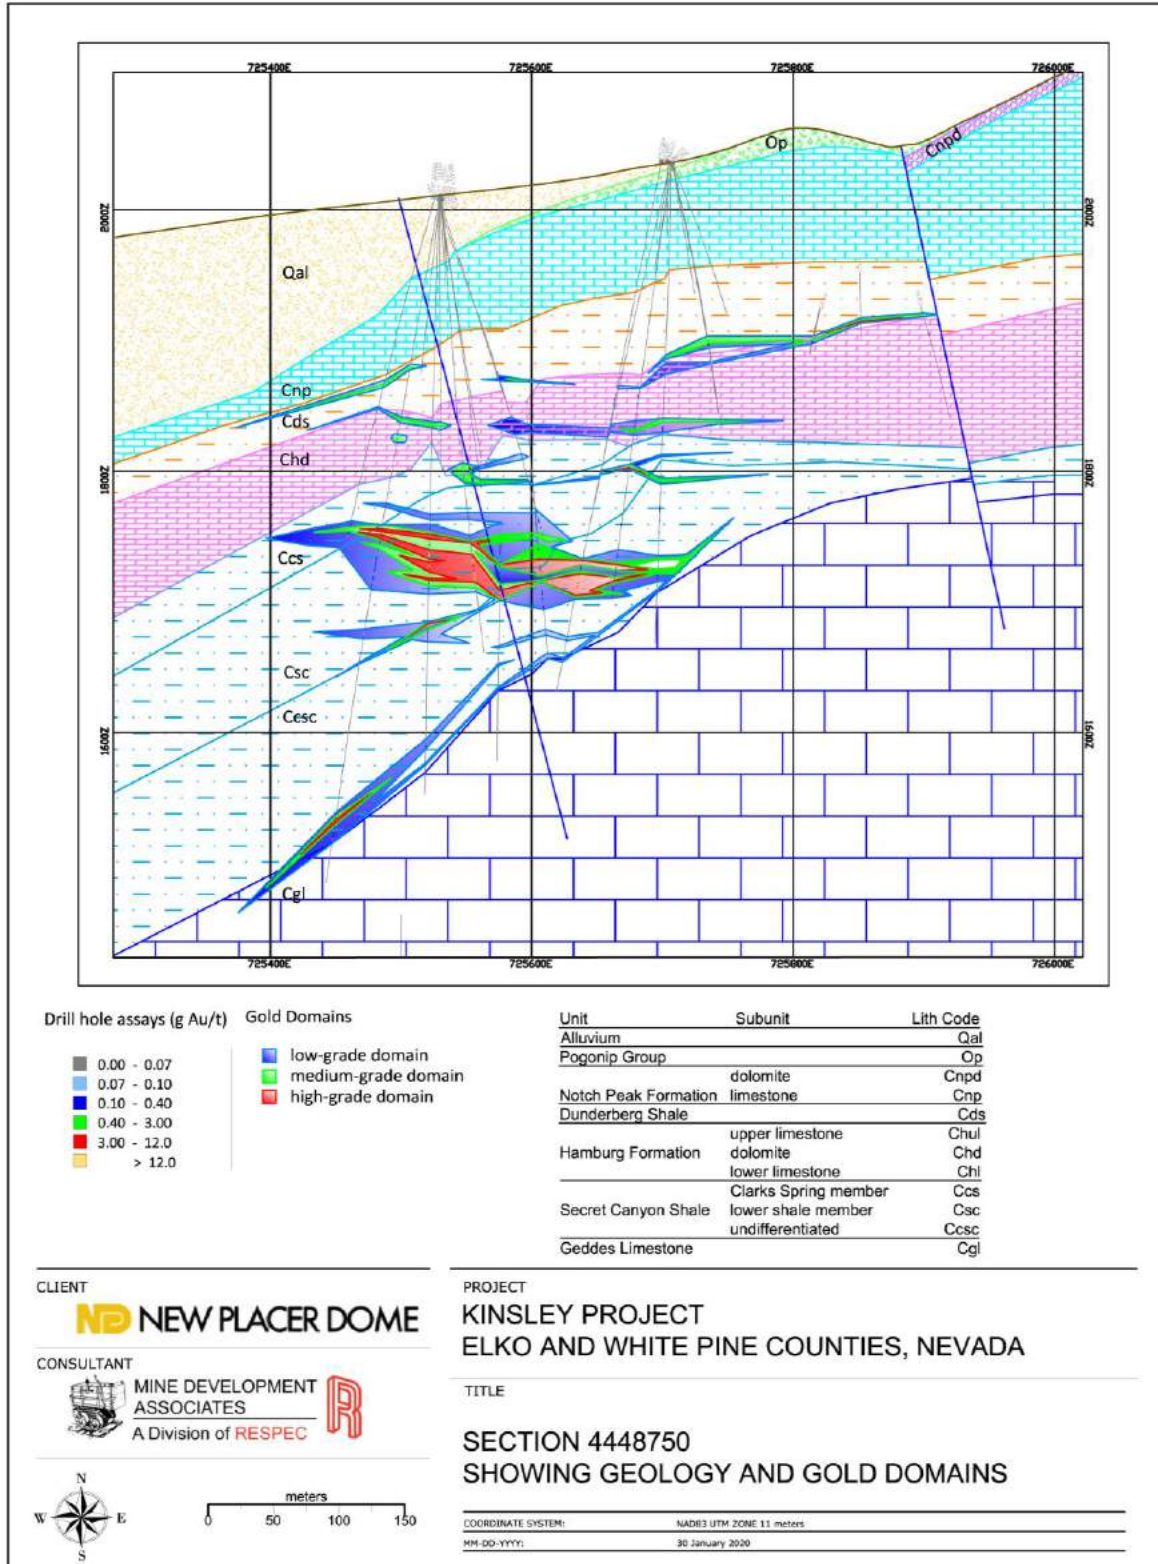 725400E 725600E 725800E 726000E
Op
Cnpd
2000Z 2000Z
Qal
Cnp
Cds
Chd
1800Z 1800Z
Ccs
Csc
Ccsc
1600Z 1600Z
Cgl
725400E 725600E 725800E 726000E
Drill hole assays (g Au/t)
0.00 - 0.07
0.07 - 0.10
0.10 - 0.40
0.40 - 3.00
3.00 - 12.0
> 12.0
Gold Domains
low-grade domain
medium-grade domain
high-grade domain
Unit Subunit Lith Code
Alluvium Qal
Pogonip Group Op
dolomite Cnpd
Notch Peak Formation limestone Cnp
Dunderberg Shale Cds
upper limestone Chul
Hamburg Formation dolomite Chd
lower limestone Chl
Clarks Spring member Ccs
Secret Canyon Shale lower shale member Csc
undifferentiated Ccsc
Geddes Limestone Cgl
CLIENT
NPD NEW PLACER DOME
CONSULTANT
MINE DEVELOPMENT
ASSOCIATES
A Division of RESPEC
R
N
W E
S
meters
0 50 100 150
PROJECT
KINSLEY PROJECT
ELKO AND WHITE PINE COUNTIES, NEVADA
TITLE
SECTION 4448750
SHOWING GEOLOGY AND GOLD DOMAINS
COORDINATE SYSTEM: NAD83 UTM ZONE 11 meters
MM-DD-YYYY: 30 January 2020